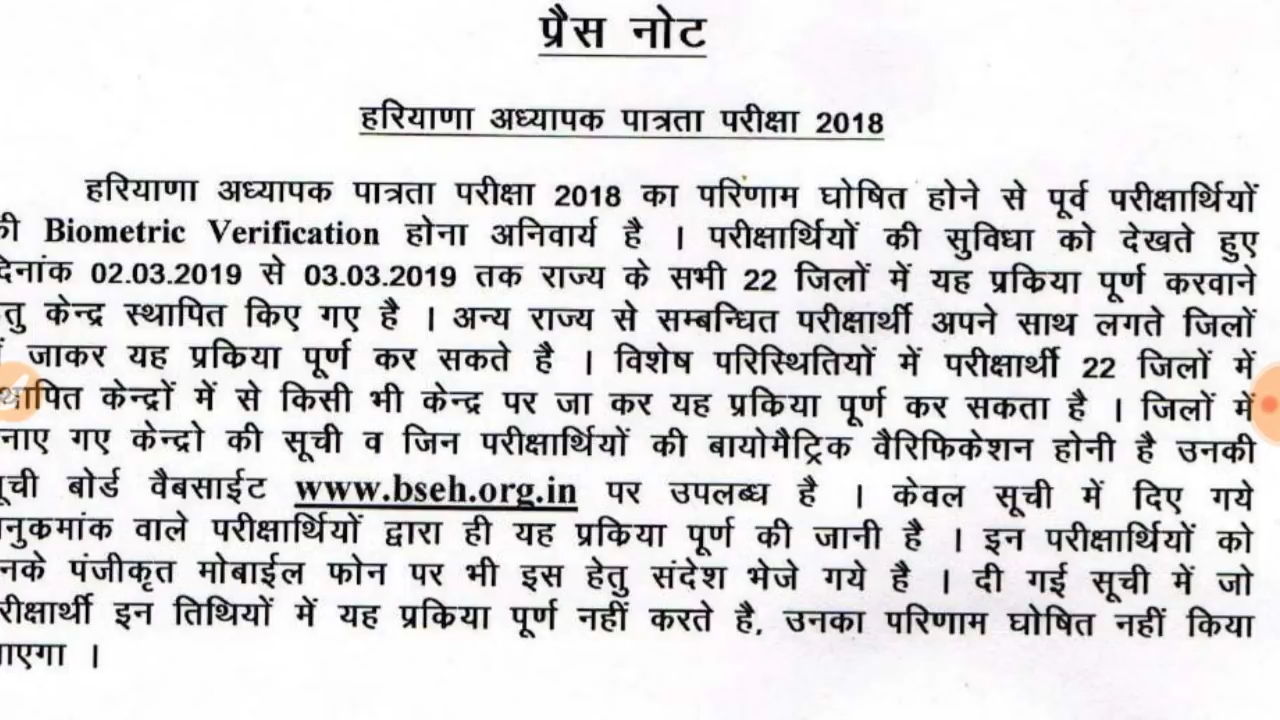 प्रैस नोट
हरियाणा अध्यापक पात्रता परीक्षा 2018
हरियाणा अध्यापक पात्रता परीक्षा 2018 का परिणाम घोषित होने से पूर्व परीक्षार्थियों
की Biometric Verification होना अनिवार्य है । परीक्षार्थियों की सुविधा को देखते हुए
दिनांक 02.03.2019 से 03.03.2019 तक राज्य के सभी 22 जिलों में यह प्रकिया पूर्ण करवाने
तु केन्द्र स्थापित किए गए है । अन्य राज्य से सम्बन्धित परीक्षार्थी अपने साथ लगते जिलों
जाकर यह प्रकिया पूर्ण कर सकते है । विशेष परिस्थितियों में परीक्षार्थी 22 जिलों में
थापित केन्द्रों में से किसी भी केन्द्र पर जा कर यह प्रकिया पूर्ण कर सकता है । जिलों में
नाए गए केन्द्रो की सूची व जिन परीक्षार्थियों की बायोमैट्रिक वैरिफिकेशन होनी है उनकी
ूची बोर्ड वैबसाईट www.bseh.org.in पर उपलब्ध है । केवल सूची में दिए गये
नुकमांक वाले परीक्षार्थियों द्वारा ही यह प्रकिया पूर्ण की जानी है । इन परीक्षार्थियों को
नके पंजीकृत मोबाईल फोन पर भी इस हेतु संदेश भेजे गये है । दी गई सूची में जो
रीक्षार्थी इन तिथियों में यह प्रकिया पूर्ण नहीं करते है, उनका परिणाम घोषित नहीं किया
ाएगा ।